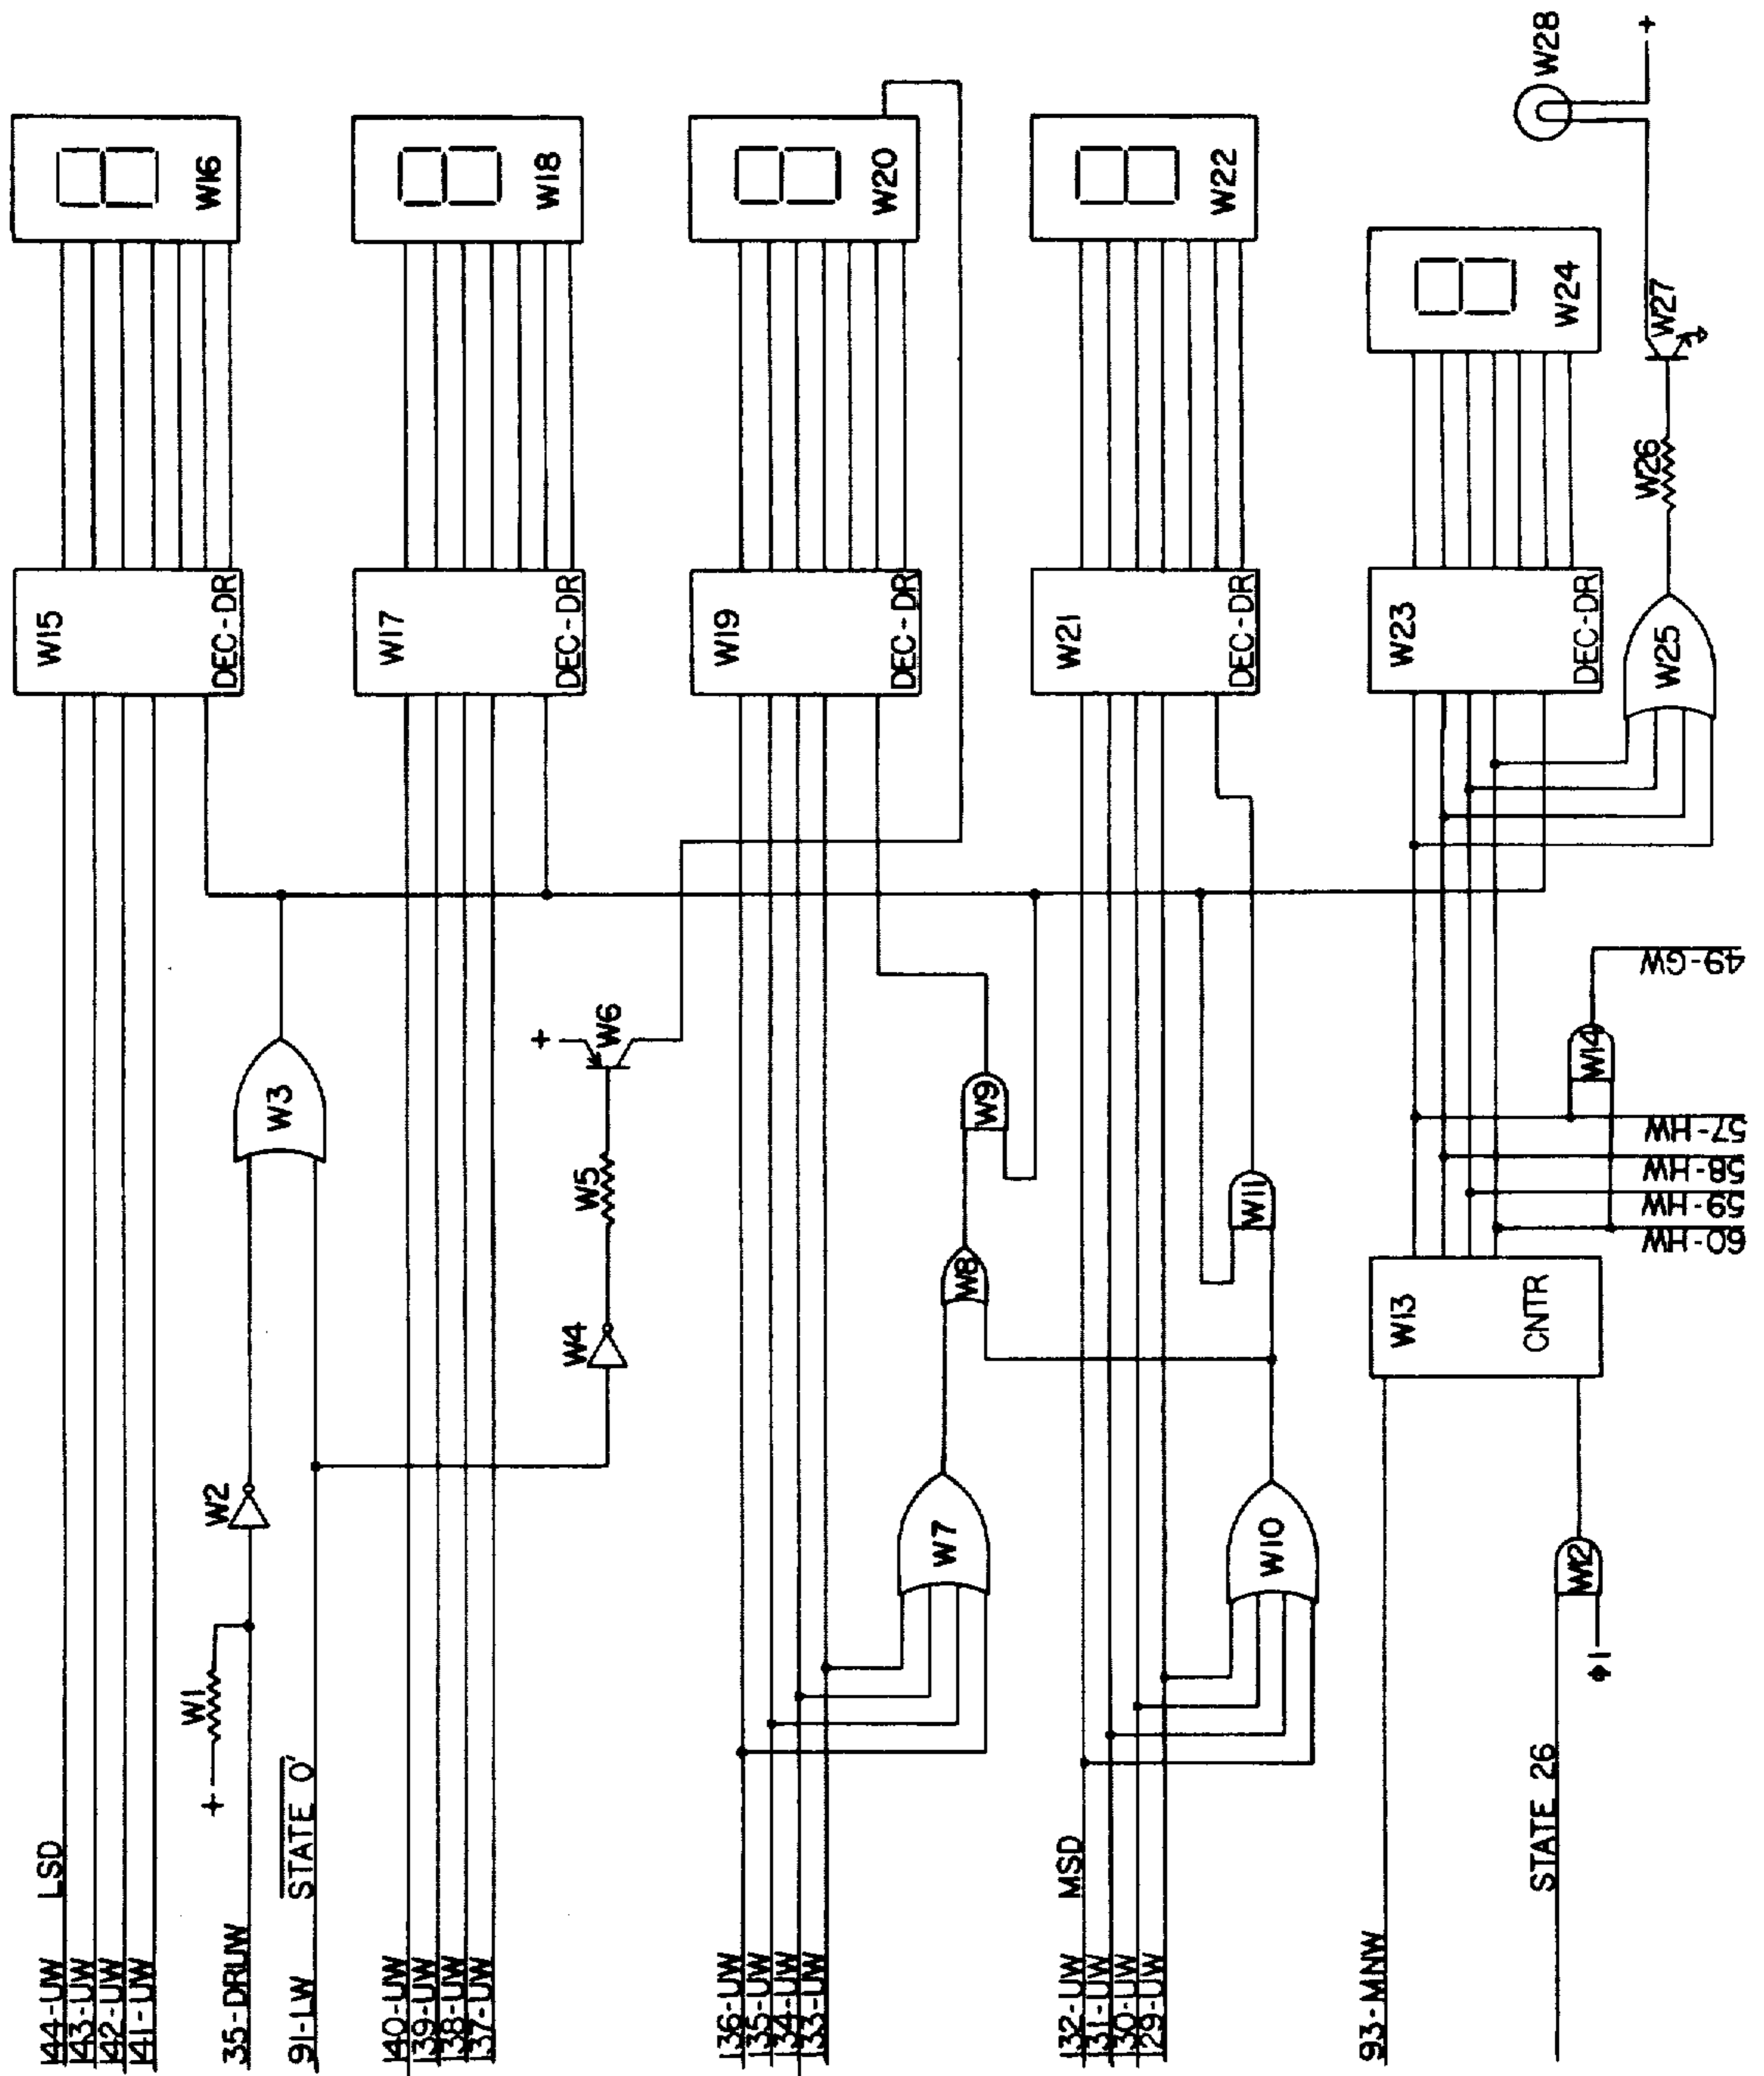 W16
W18
W20
W22
W24
W28
+
W27
W26
W15
DEC-DR
W17
DEC-DR
W19
DEC-DR
W21
DEC-DR
W23
DEC-DR
W25
W3
+
W6
W5
W4
W9
W8
W11
W14
49-GW
57-HW
58-HW
59-HW
60-HW
W13
CNTR
W2
W1
+
W7
W10
W12
φ1
LSD
144-UW
143-UW
142-UW
141-UW
35-DRUW
91-LW
STATE 0'
140-UW
139-UW
138-UW
137-UW
136-UW
135-UW
134-UW
133-UW
MSD
132-UW
131-UW
130-UW
129-UW
93-MNW
STATE 26